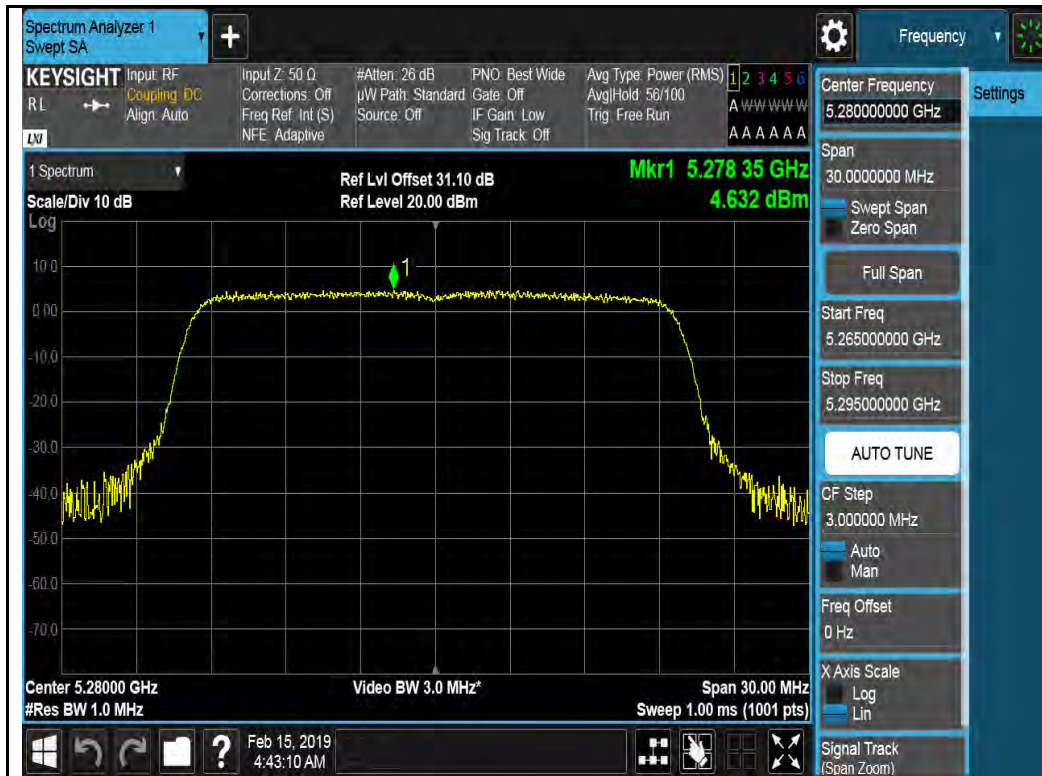 Spectrum Analyzer 1
Swept SA
+
Frequency
KEYSIGHT
R L
LXI
Input: RF
Coupling: DC
Align: Auto
Input Z: 50 Ω
Corrections: Off
Freq Ref: Int (S)
NFE: Adaptive
#Atten: 26 dB
µW Path: Standard
Source: Off
PNO: Best Wide
Gate: Off
IF Gain: Low
Sig Track: Off
Avg Type: Power (RMS)
Avg|Hold: 56/100
Trig: Free Run
1 2 3 4 5 6
A W W W W W
A A A A A A
1 Spectrum
Scale/Div 10 dB
Log
Ref Lvl Offset 31.10 dB
Ref Level 20.00 dBm
Mkr1 5.278 35 GHz
4.632 dBm
1
10.0
0.00
-10.0
-20.0
-30.0
-40.0
-50.0
-60.0
-70.0
Center 5.28000 GHz
#Res BW 1.0 MHz
Video BW 3.0 MHz*
Span 30.00 MHz
Sweep 1.00 ms (1001 pts)
Center Frequency
5.280000000 GHz
Settings
Span
30.0000000 MHz
Swept Span
Zero Span
Full Span
Start Freq
5.265000000 GHz
Stop Freq
5.295000000 GHz
AUTO TUNE
CF Step
3.000000 MHz
Auto
Man
Freq Offset
0 Hz
X Axis Scale
Log
Lin
Signal Track
(Span Zoom)
?
Feb 15, 2019
4:43:10 AM